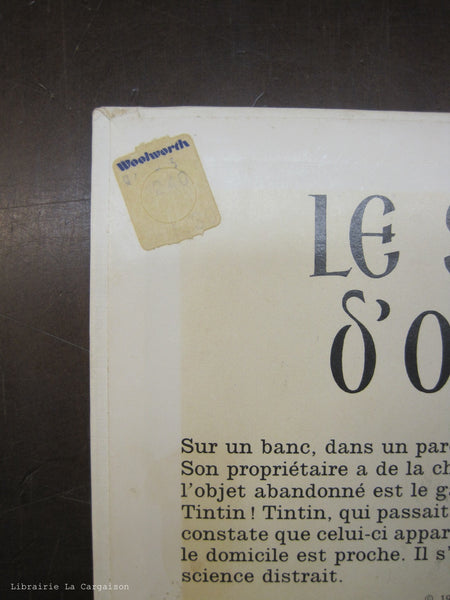 Woolworth
LE S
d'O
Sur un banc, dans un parc
Son propriétaire a de la ch
l'objet abandonné est le ga
Tintin! Tintin, qui passait
constate que celui-ci appar
le domicile est proche. Il s'
science distrait.
© 19
Librairie La Cargaison